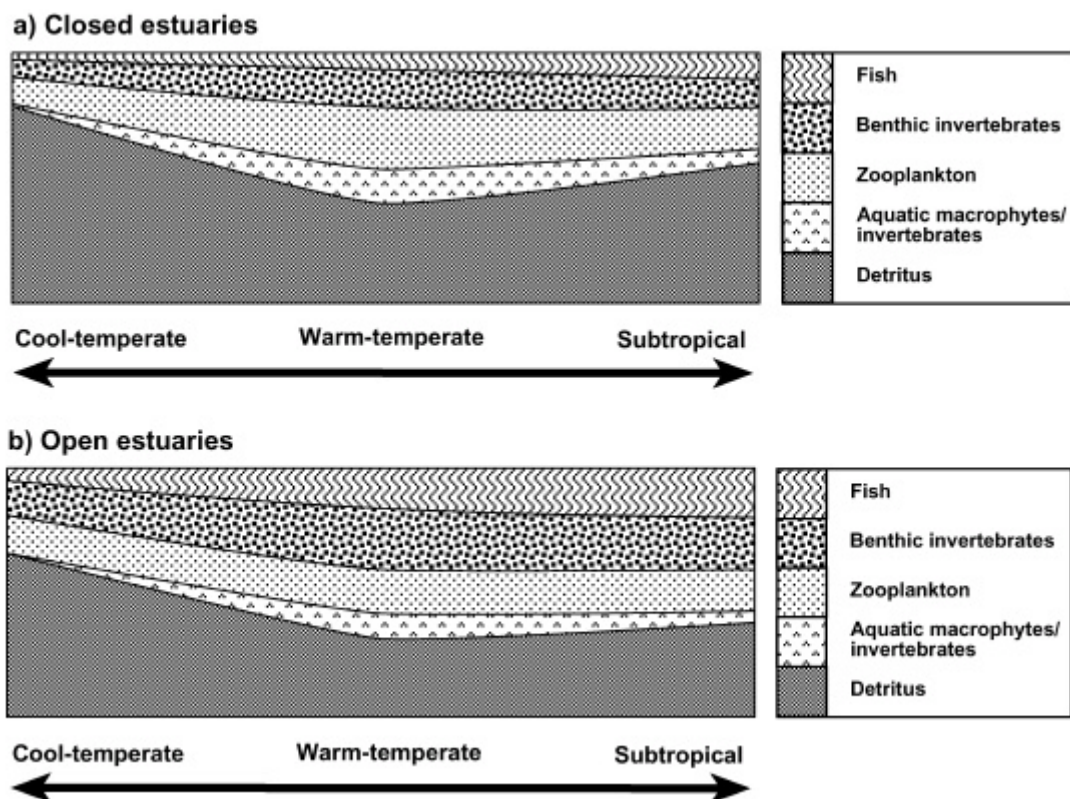 a) Closed estuaries
Fish
Benthic invertebrates
Zooplankton
Aquatic macrophytes/
invertebrates
Detritus
Cool-temperate Warm-temperate Subtropical
b) Open estuaries
Fish
Benthic invertebrates
Zooplankton
Aquatic macrophytes/
invertebrates
Detritus
Cool-temperate Warm-temperate Subtropical